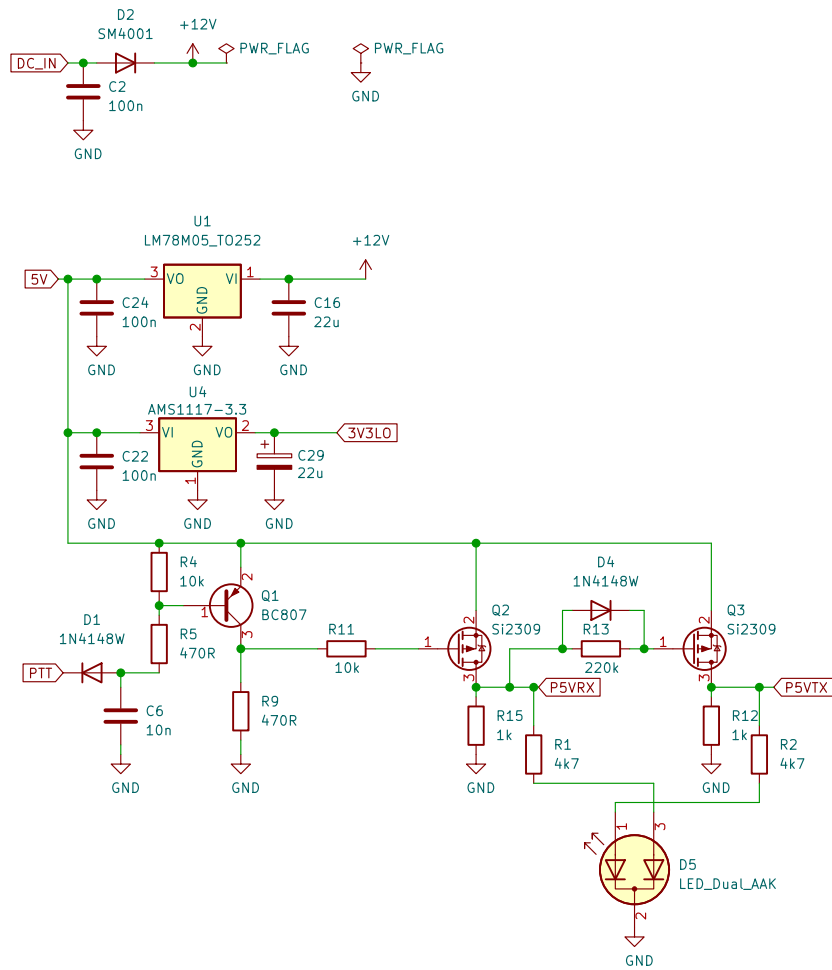 D2
SM4001
+12V
PWR_FLAG
PWR_FLAG
DC_IN
C2
100n
GND
GND
U1
LM78M05_TO252
+12V
5V
3
VO
VI
1
GND
2
C24
100n
C16
22u
GND
GND
GND
U4
AMS1117-3.3
3
VI
VO
2
GND
1
3V3LO
C22
100n
+
C29
22u
GND
GND
GND
R4
10k
2
Q1
BC807
1
3
D1
1N4148W
R5
470R
PTT
C6
10n
GND
R9
470R
GND
R11
10k
Q2
Si2309
2
1
3
D4
1N4148W
R13
220k
Q3
Si2309
2
1
3
P5VRX
P5VTX
R15
1k
GND
R1
4k7
R12
1k
GND
R2
4k7
1
3
D5
LED_Dual_AAK
2
GND